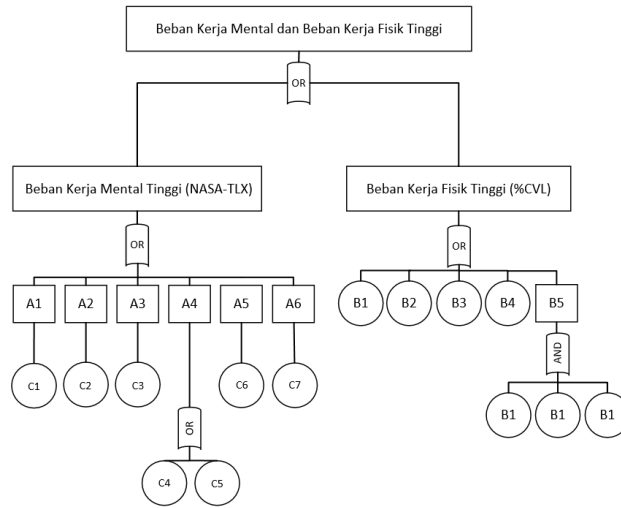 Beban Kerja Mental dan Beban Kerja Fisik Tinggi
OR
Beban Kerja Mental Tinggi (NASA-TLX)
Beban Kerja Fisik Tinggi (%CVL)
OR
OR
A1
A2
A3
A4
A5
A6
B1
B2
B3
B4
B5
C1
C2
C3
C6
C7
AND
OR
B1
B1
B1
C4
C5